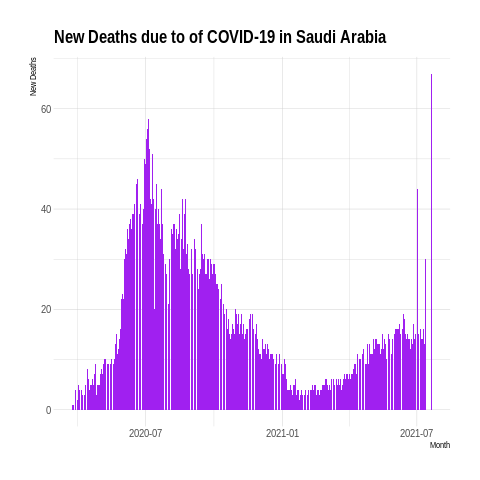 New Deaths due to of COVID-19 in Saudi Arabia
New Deaths
60
40
20
0
2020-07
2021-01
2021-07
Month